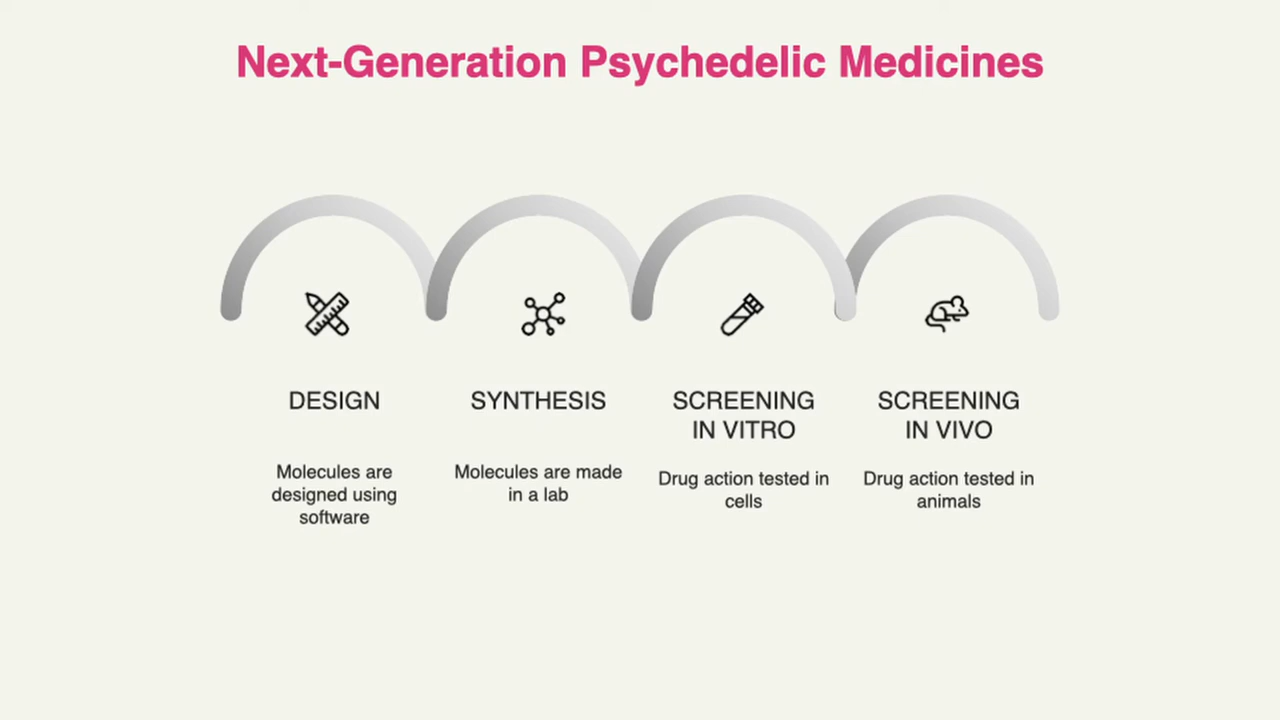 Next-Generation Psychedelic Medicines
DESIGN
Molecules are
designed using
software
SYNTHESIS
Molecules are made
in a lab
SCREENING
IN VITRO
Drug action tested in
cells
SCREENING
IN VIVO
Drug action tested in
animals